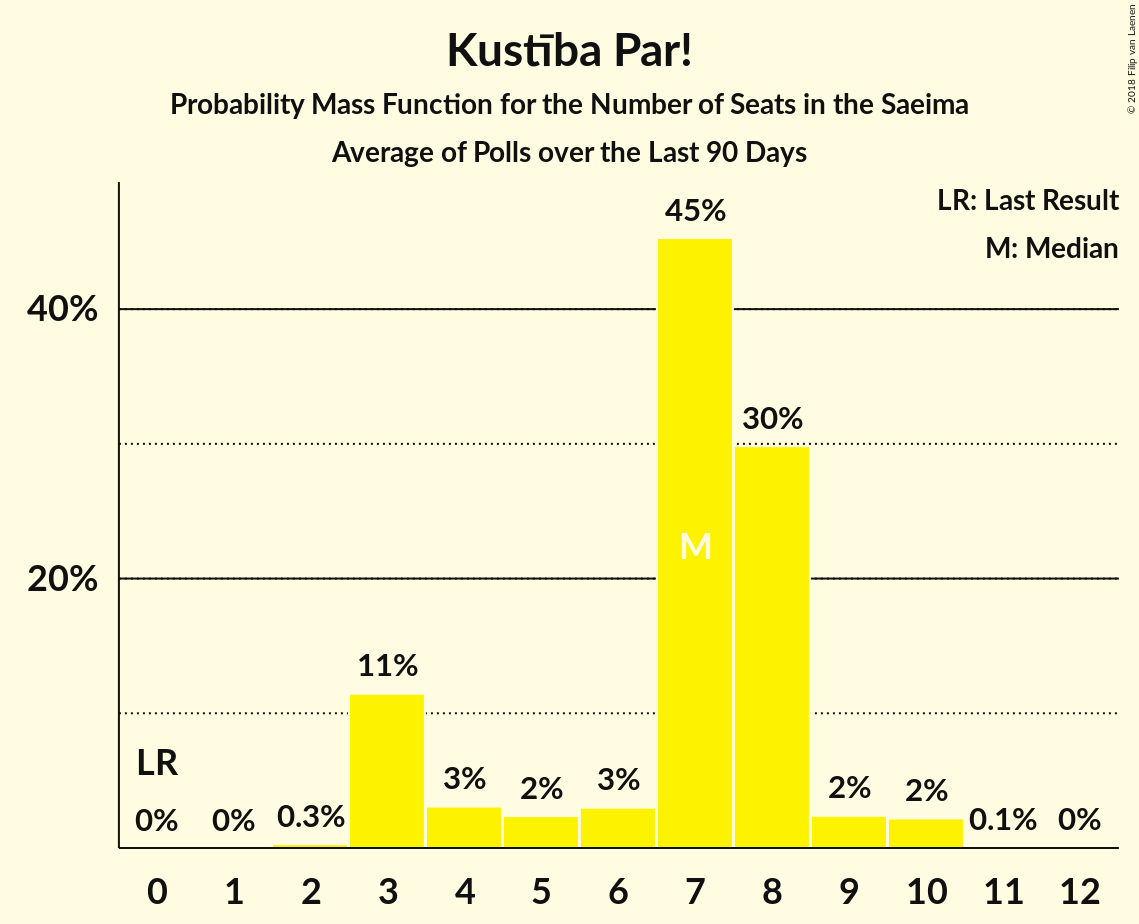 Kustība Par!
Probability Mass Function for the Number of Seats in the Saeima
Average of Polls over the Last 90 Days
© 2018 Filip van Laenen
LR: Last Result
M: Median
40%
20%
45%
30%
M
11%
LR
3%
2%
3%
2%
2%
0%
0%
0.3%
0.1%
0%
0 1 2 3 4 5 6 7 8 9 10 11 12